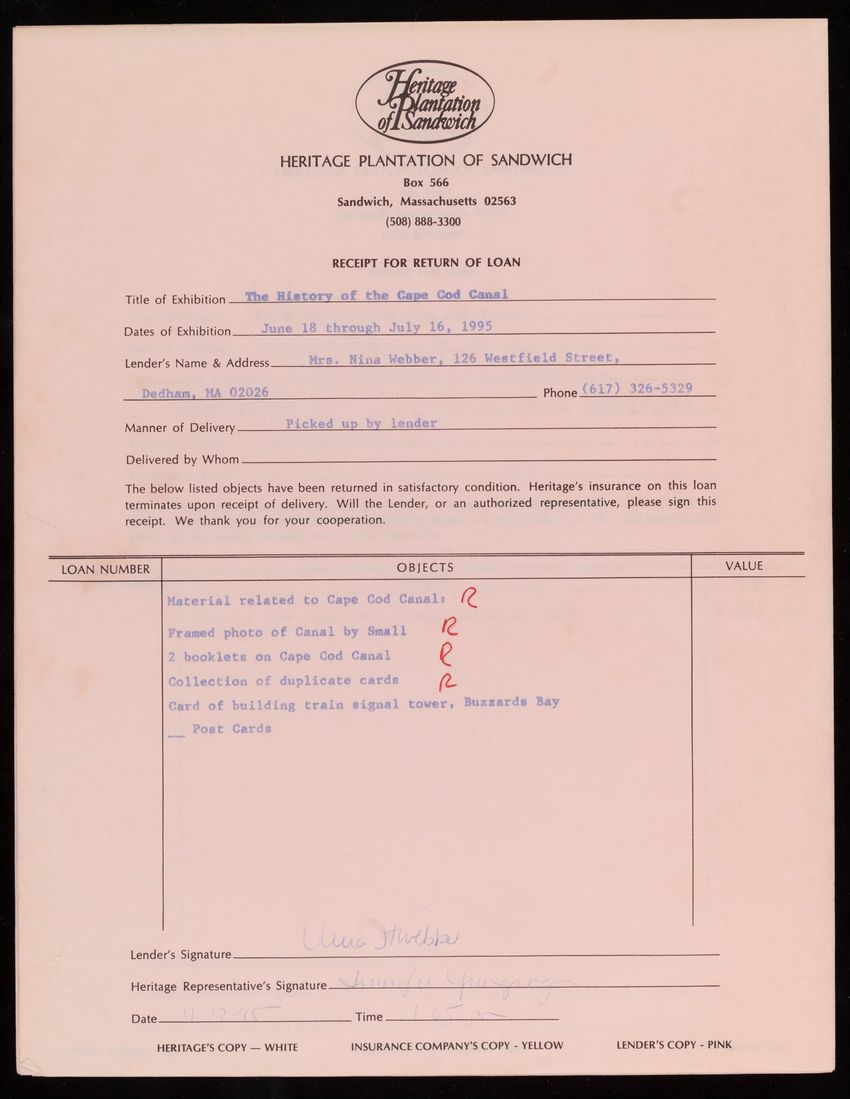 Heritage
Plantation
of Sandwich
HERITAGE PLANTATION OF SANDWICH
Box 566
Sandwich, Massachusetts 02563
(508) 888-3300
RECEIPT FOR RETURN OF LOAN
Title of Exhibition The History of the Cape Cod Canal
Dates of Exhibition June 18 through July 16, 1995
Lender's Name & Address Mrs. Nina Webber, 126 Westfield Street,
Dedham, MA 02026 Phone (617) 326-5329
Manner of Delivery Picked up by lender
Delivered by Whom
The below listed objects have been returned in satisfactory condition. Heritage's insurance on this loan
terminates upon receipt of delivery. Will the Lender, or an authorized representative, please sign this
receipt. We thank you for your cooperation.
LOAN NUMBER OBJECTS VALUE
Material related to Cape Cod Canal: R
Framed photo of Canal by Small R
2 booklets on Cape Cod Canal R
Collection of duplicate cards R
Card of building train signal tower, Buzzards Bay
__ Post Cards
Lender's Signature Nina Webber
Heritage Representative's Signature Jennifer
Date Time 1:05 pm
HERITAGE'S COPY — WHITE INSURANCE COMPANY'S COPY - YELLOW LENDER'S COPY - PINK